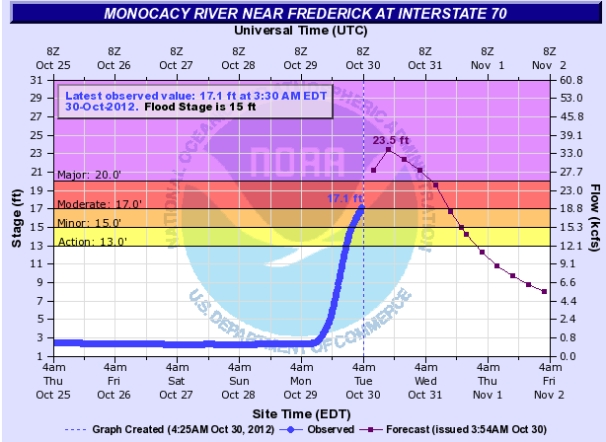 MONOCACY RIVER NEAR FREDERICK AT INTERSTATE 70
Universal Time (UTC)
8Z 8Z 8Z 8Z 8Z 8Z 8Z 8Z 8Z
Oct 25 Oct 26 Oct 27 Oct 28 Oct 29 Oct 30 Oct 31 Nov 1 Nov 2
Latest observed value: 17.1 ft at 3:30 AM EDT
30-Oct-2012. Flood Stage is 15 ft
31 60.8
29 53.0
27 45.8
25 39.1
23 33.0
21 27.7
19 23.0
17 18.8
15 15.3
13 12.1
11 9.1
9 6.6
7 4.4
5 2.4
3 0.8
1 0.0
Stage (ft)
Flow (kcfs)
23.5 ft
17.1 ft
Major: 20.0'
Moderate: 17.0'
Minor: 15.0'
Action: 13.0'
NOAA
NATIONAL OCEANIC AND ATMOSPHERIC ADMINISTRATION
U.S. DEPARTMENT OF COMMERCE
4am 4am 4am 4am 4am 4am 4am 4am 4am
Thu Fri Sat Sun Mon Tue Wed Thu Fri
Oct 25 Oct 26 Oct 27 Oct 28 Oct 29 Oct 30 Oct 31 Nov 1 Nov 2
Site Time (EDT)
Graph Created (4:25AM Oct 30, 2012) Observed Forecast (issued 3:54AM Oct 30)